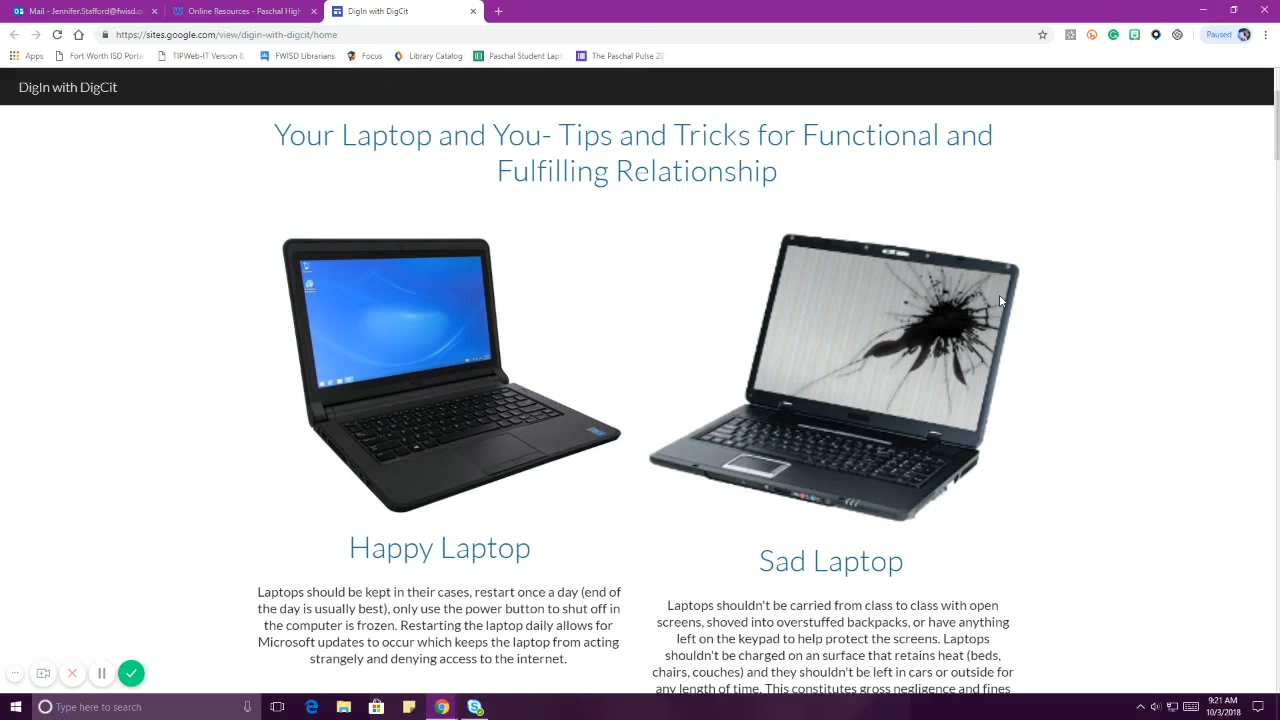 Mail - Jennifer.Stafford@fwisd.c
Online Resources - Paschal High
DigIn with DigCit
https://sites.google.com/view/digin-with-digcit/home
Paused
Apps
Fort Worth ISD Porta
TIPWeb-IT Version 8.
FWISD Librarians
Focus
Library Catalog
Paschal Student Lapt
The Paschal Pulse 20
DigIn with DigCit
Your Laptop and You- Tips and Tricks for Functional and
Fulfilling Relationship
Happy Laptop
Laptops should be kept in their cases, restart once a day (end of
the day is usually best), only use the power button to shut off in
the computer is frozen. Restarting the laptop daily allows for
Microsoft updates to occur which keeps the laptop from acting
strangely and denying access to the internet.
Sad Laptop
Laptops shouldn't be carried from class to class with open
screens, shoved into overstuffed backpacks, or have anything
left on the keypad to help protect the screens. Laptops
shouldn't be charged on an surface that retains heat (beds,
chairs, couches) and they shouldn't be left in cars or outside for
any length of time. This constitutes gross negligence and fines
Type here to search
9:21 AM
10/3/2018